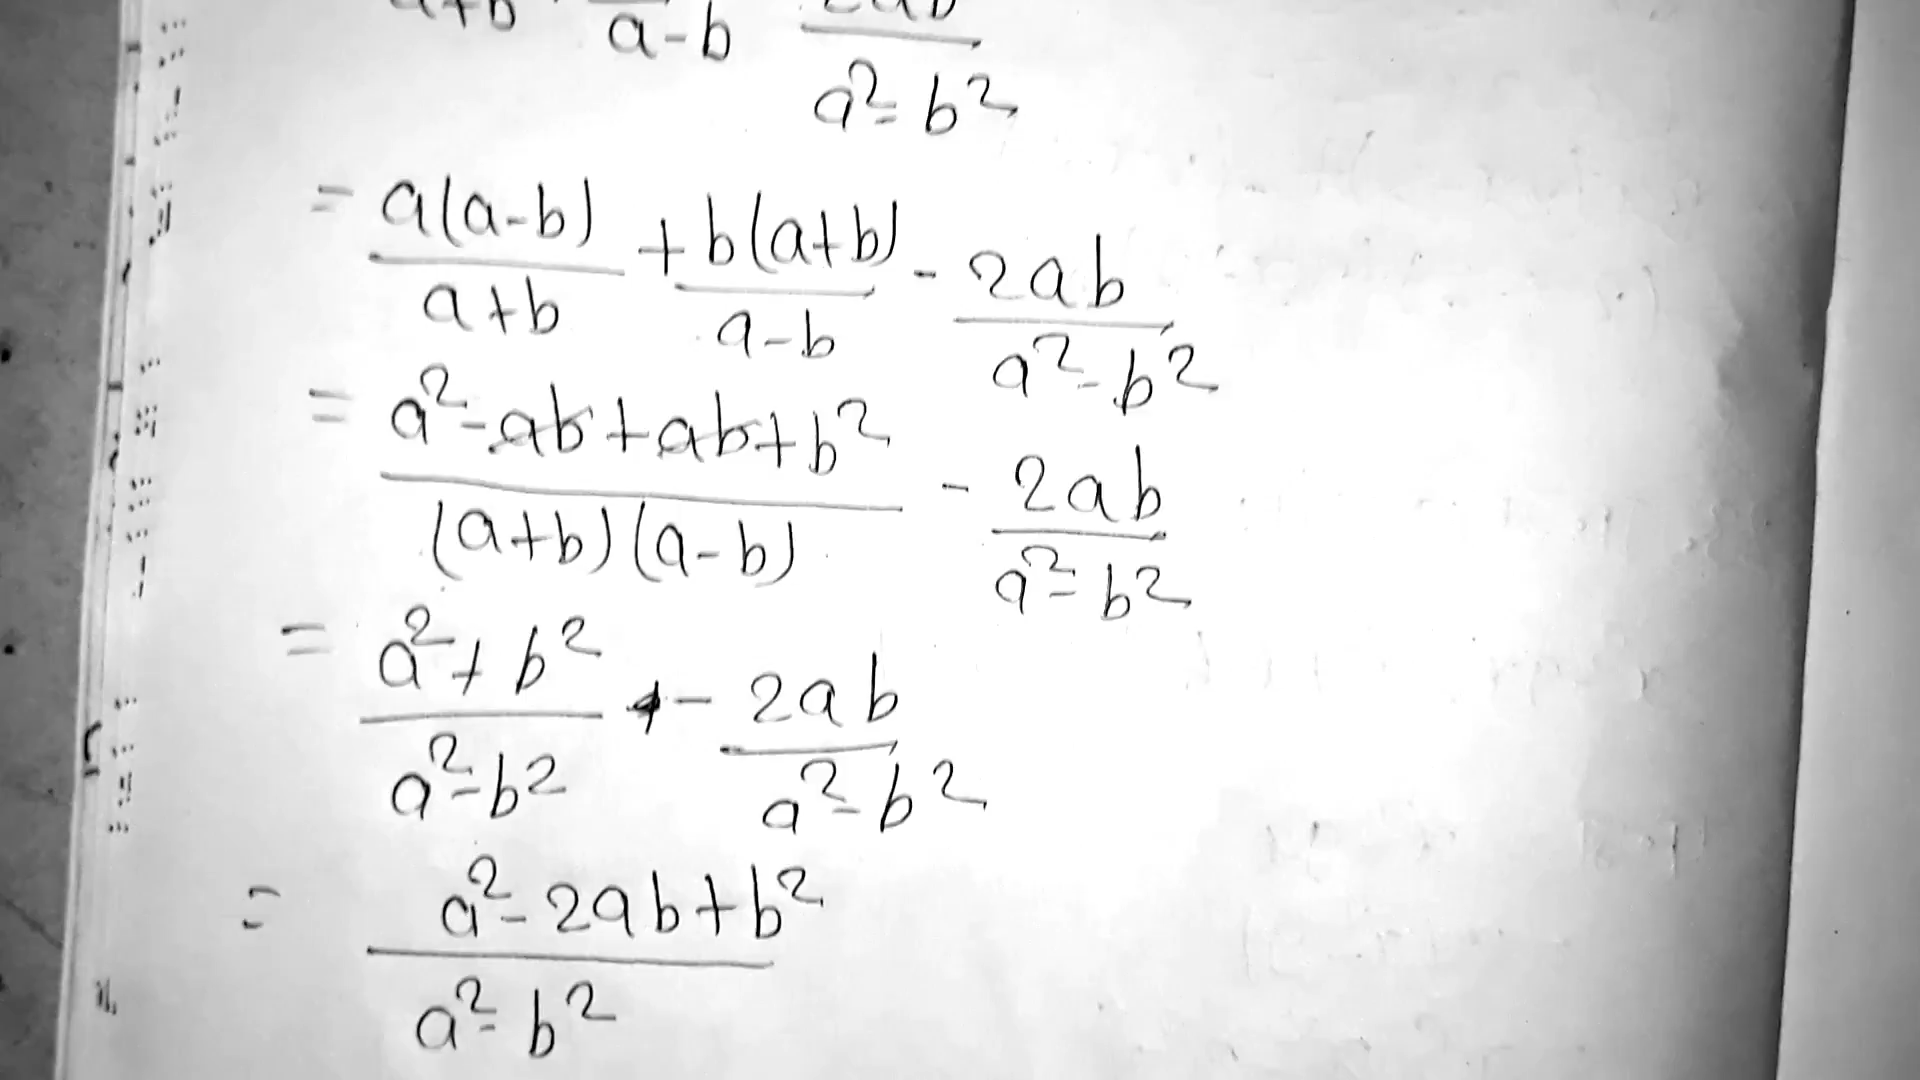 a+b a-b 2ab
a² - b²
= a(a-b) + b(a+b) - 2ab
a+b a-b a² - b²
= a² - ab + ab + b² - 2ab
(a+b)(a-b) a² - b²
= a² + b² - 2ab
a² - b² a² - b²
= a² - 2ab + b²
a² - b²